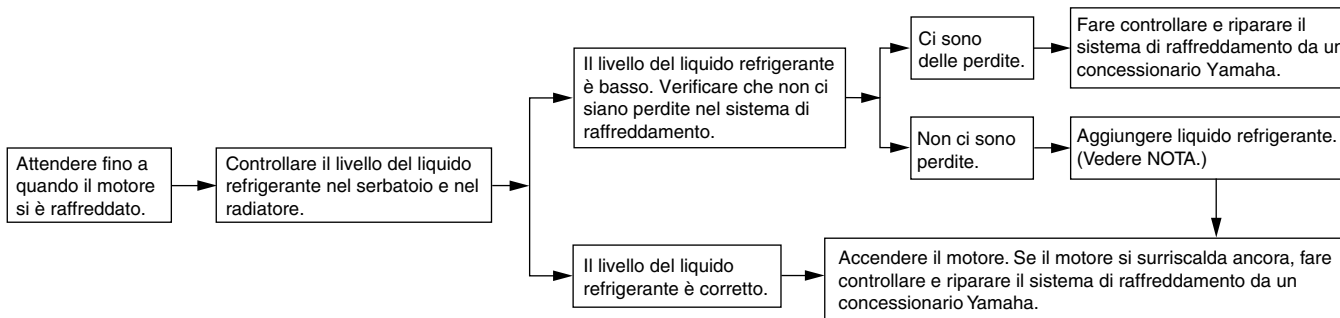 Attendere fino a
quando il motore
si è raffreddato.
Controllare il livello del liquido
refrigerante nel serbatoio e nel
radiatore.
Il livello del liquido refrigerante
è basso. Verificare che non ci
siano perdite nel sistema di
raffreddamento.
Ci sono
delle perdite.
Fare controllare e riparare il
sistema di raffreddamento da un
concessionario Yamaha.
Non ci sono
perdite.
Aggiungere liquido refrigerante.
(Vedere NOTA.)
Il livello del liquido
refrigerante è corretto.
Accendere il motore. Se il motore si surriscalda ancora, fare
controllare e riparare il sistema di raffreddamento da un
concessionario Yamaha.